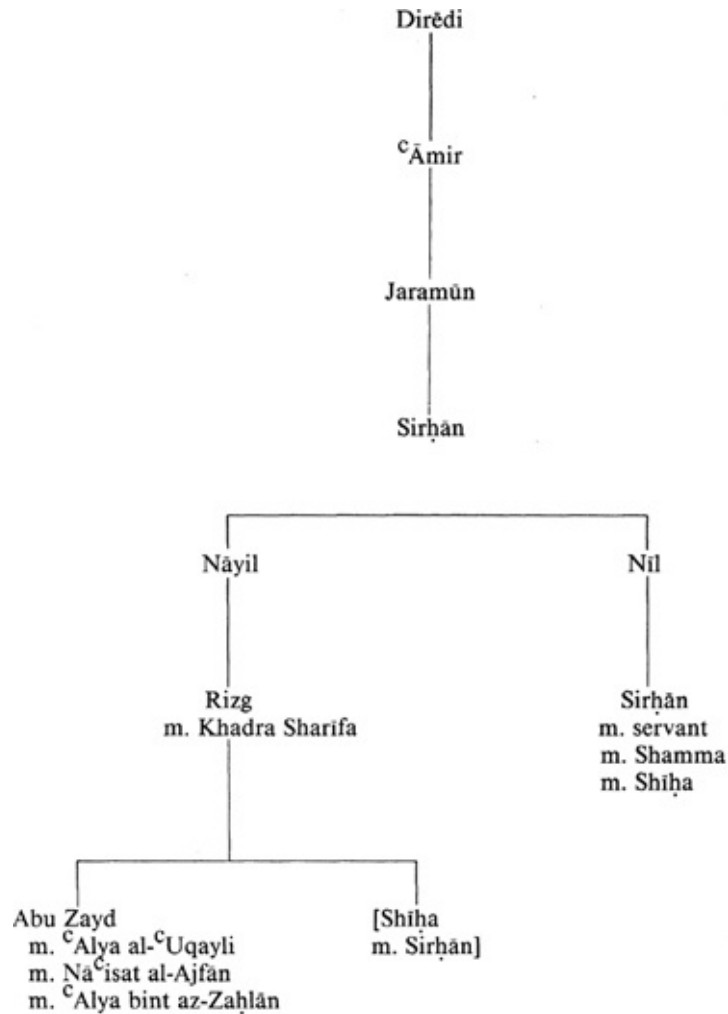 Dirēdi
ᶜĀmir
Jaramūn
Sirḥān
Nāyil
Nīl
Rizg
m. Khadra Sharīfa
Sirḥān
m. servant
m. Shamma
m. Shīḥa
Abu Zayd
m. ᶜAlya al-ᶜUqayli
m. Nāᶜisat al-Ajfān
m. ᶜAlya bint az-Zaḥlān
[Shīḥa
m. Sirḥān]